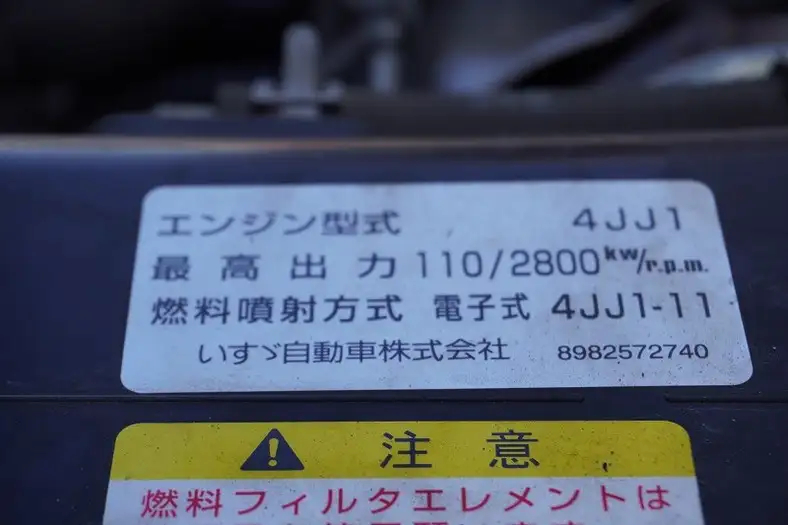 エンジン型式 4JJ1
最高出力 110/2800kw/r.p.m.
燃料噴射方式 電子式 4JJ1-11
いすゞ自動車株式会社 8982572740
注意
燃料フィルタエレメントは